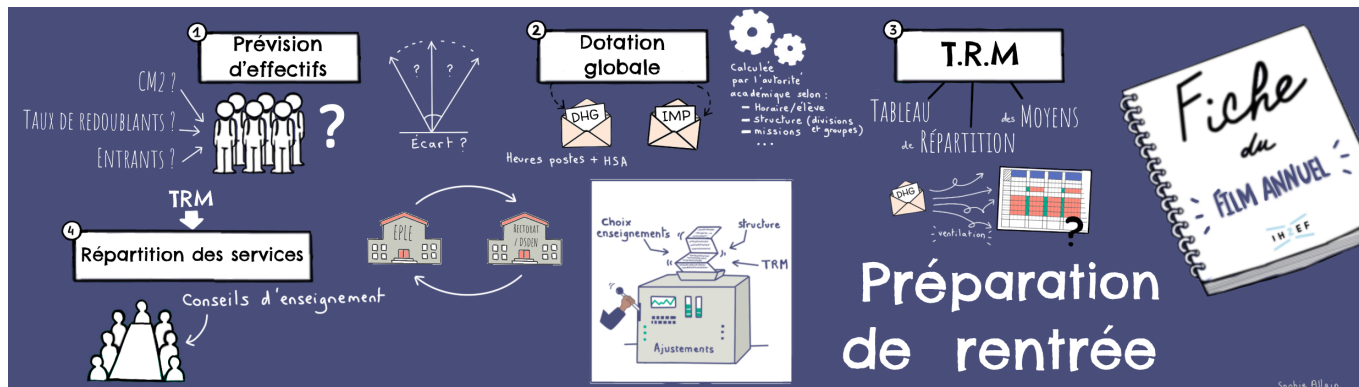 1
Prévision
d'effectifs
CM2 ?
Taux de redoublants ?
Entrants ?
?
? ?
Écart ?
2
Dotation
globale
DHG
IMP
Heures postes + HSA
Calculée
par l'autorité
académique selon :
– Horaire/élève
– structure (divisions
et groupes)
– missions
...
3
T.R.M
Tableau
de Répartition
des Moyens
DHG
ventilation
?
Fiche
du
FILM ANNUEL
IH2EF
TRM
4
Répartition des services
Conseils d'enseignement
EPLE
Rectorat
/ DSDEN
Choix
enseignements
structure
TRM
Ajustements
Préparation
de rentrée
Sophie Allain